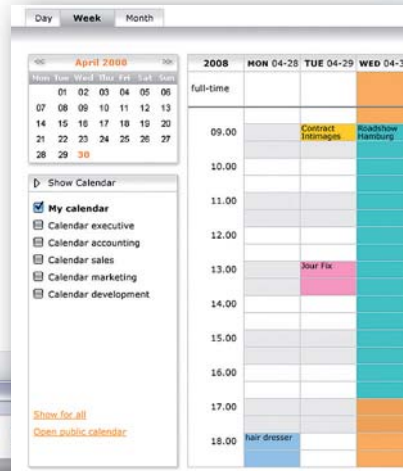 Day Week Month
April 2008
Mon Tue Wed Thu Fri Sat Sun
01 02 03 04 05 06
07 08 09 10 11 12 13
14 15 16 17 18 19 20
21 22 23 24 25 26 27
28 29 30
Show Calendar
My calendar
Calendar executive
Calendar accounting
Calendar sales
Calendar marketing
Calendar development
Show for all
Open public calendar
2008 MON 04-28 TUE 04-29 WED 04-3
full-time
09.00 Contract Roadshow
Intimages Hamburg
10.00
11.00
12.00
13.00 Jour Fix
14.00
15.00
16.00
17.00
18.00 hair dresser